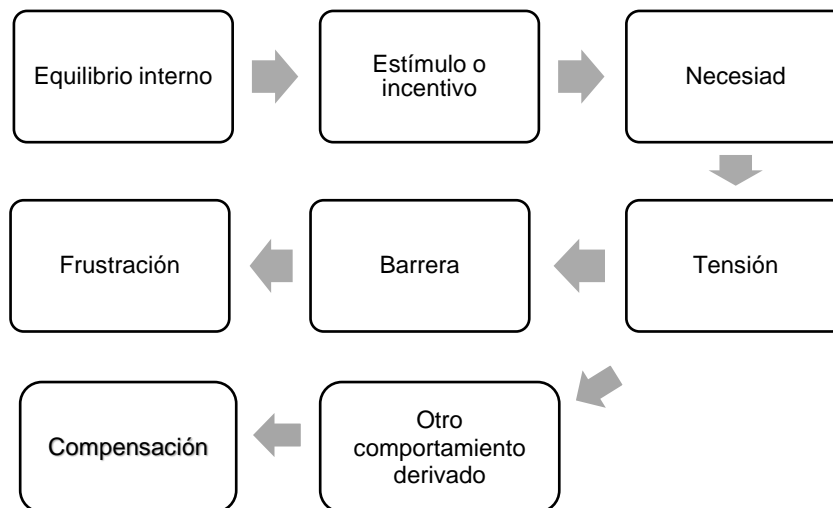 Equilibrio interno
Estímulo o
incentivo
Necesiad
Frustración
Barrera
Tensión
Compensación
Otro
comportamiento
derivado